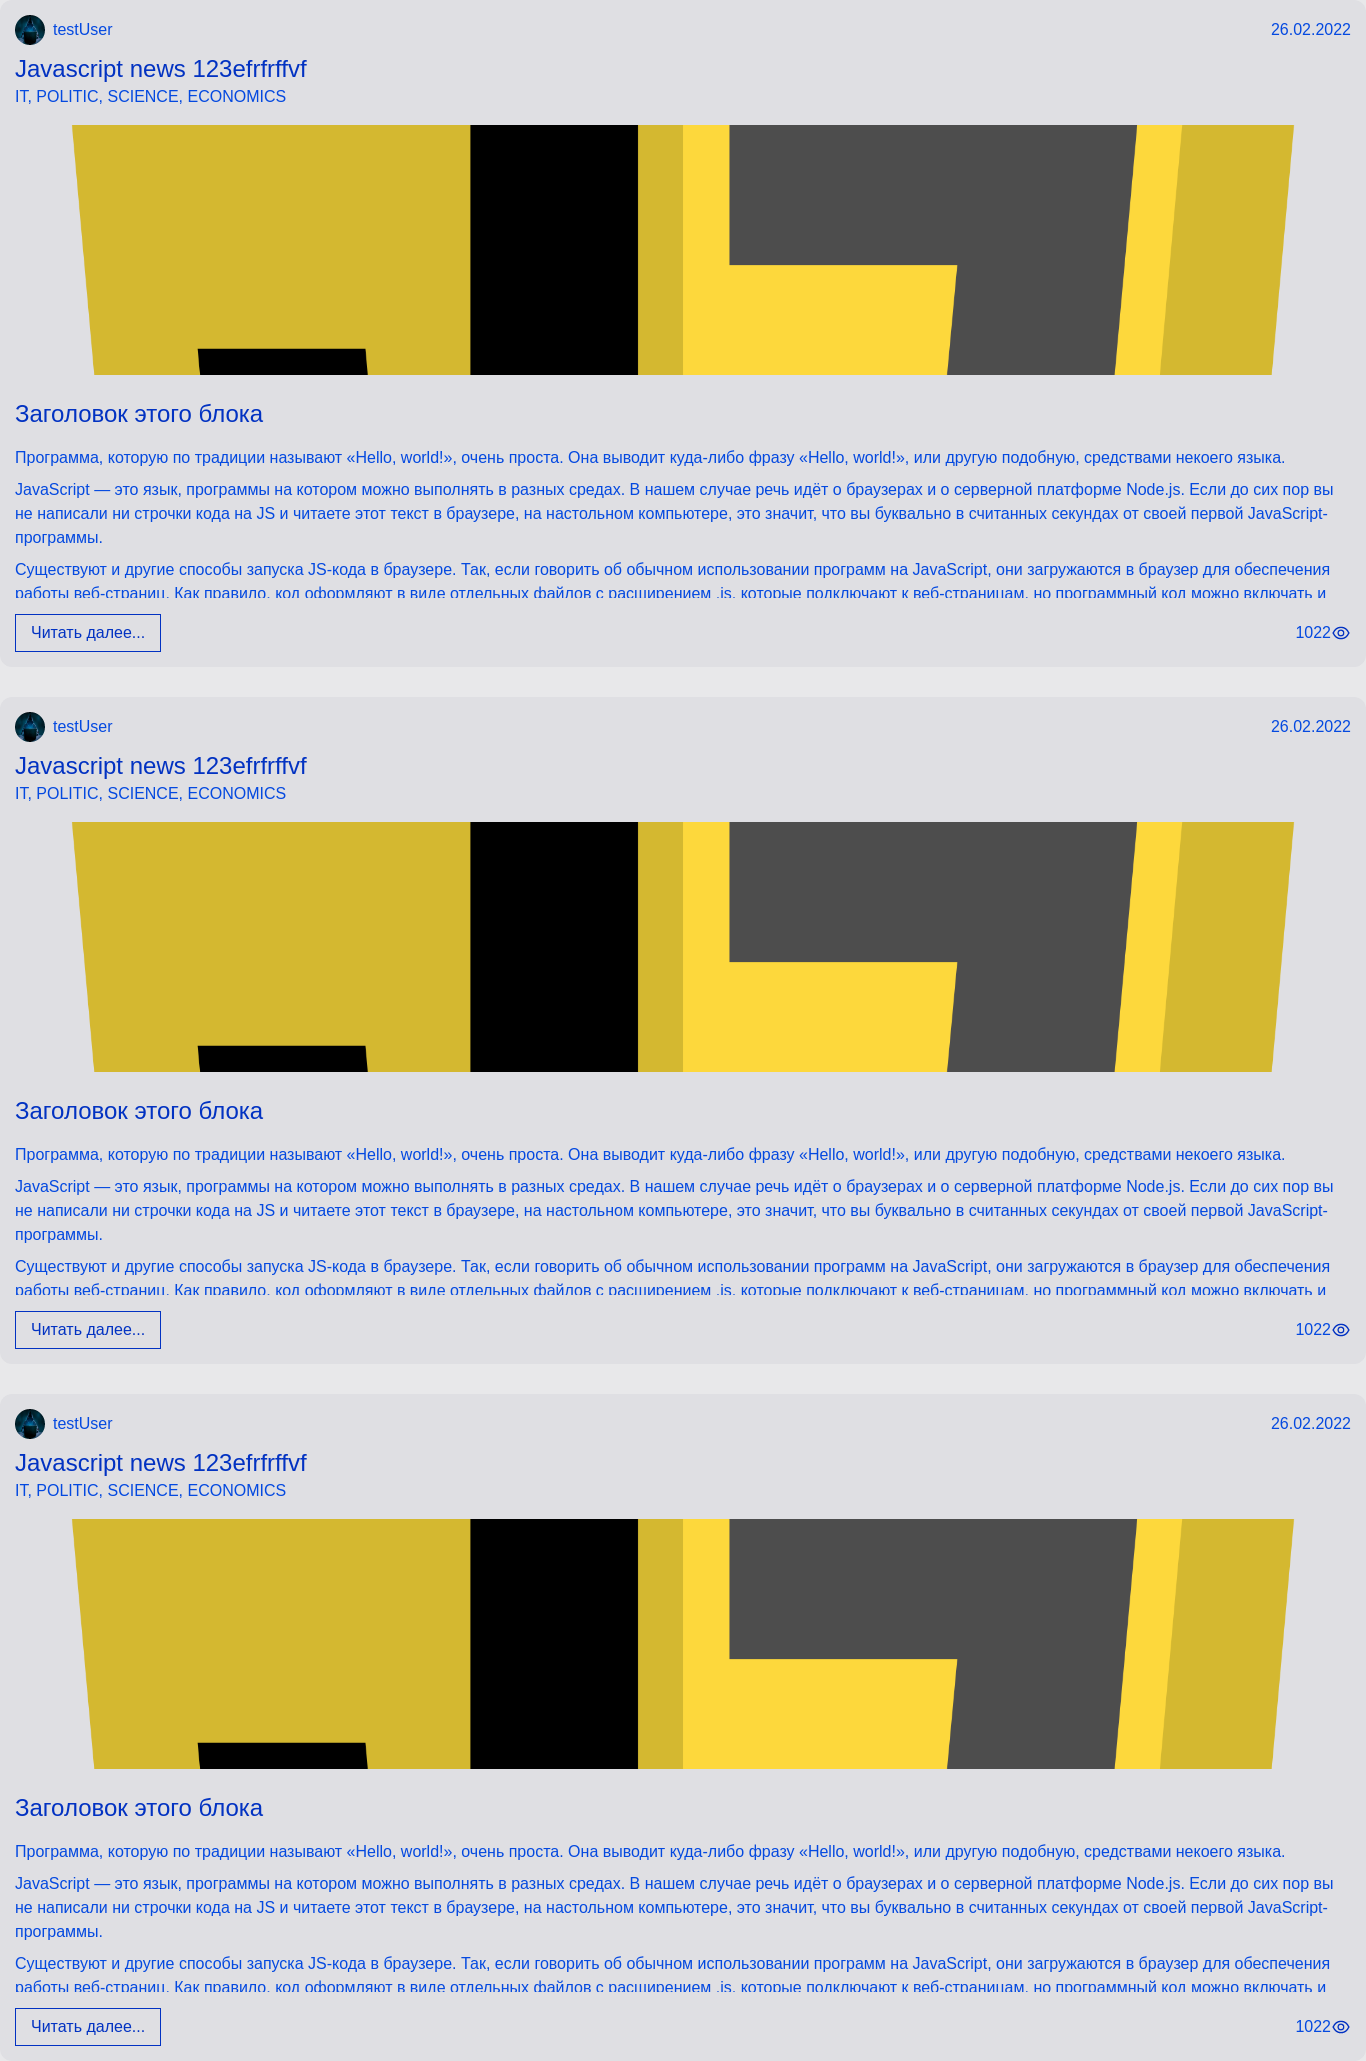 testUser
26.02.2022
Javascript news 123efrfrffvf
IT, POLITIC, SCIENCE, ECONOMICS
Заголовок этого блока
Программа, которую по традиции называют «Hello, world!», очень проста. Она выводит куда-либо фразу «Hello, world!», или другую подобную, средствами некоего языка.
JavaScript — это язык, программы на котором можно выполнять в разных средах. В нашем случае речь идёт о браузерах и о серверной платформе Node.js. Если до сих пор вы
не написали ни строчки кода на JS и читаете этот текст в браузере, на настольном компьютере, это значит, что вы буквально в считанных секундах от своей первой JavaScript-
программы.
Существуют и другие способы запуска JS-кода в браузере. Так, если говорить об обычном использовании программ на JavaScript, они загружаются в браузер для обеспечения
работы веб-страниц. Как правило, код оформляют в виде отдельных файлов с расширением .js, которые подключают к веб-страницам, но программный код можно включать и
Читать далее...
1022
testUser
26.02.2022
Javascript news 123efrfrffvf
IT, POLITIC, SCIENCE, ECONOMICS
Заголовок этого блока
Программа, которую по традиции называют «Hello, world!», очень проста. Она выводит куда-либо фразу «Hello, world!», или другую подобную, средствами некоего языка.
JavaScript — это язык, программы на котором можно выполнять в разных средах. В нашем случае речь идёт о браузерах и о серверной платформе Node.js. Если до сих пор вы
не написали ни строчки кода на JS и читаете этот текст в браузере, на настольном компьютере, это значит, что вы буквально в считанных секундах от своей первой JavaScript-
программы.
Существуют и другие способы запуска JS-кода в браузере. Так, если говорить об обычном использовании программ на JavaScript, они загружаются в браузер для обеспечения
работы веб-страниц. Как правило, код оформляют в виде отдельных файлов с расширением .js, которые подключают к веб-страницам, но программный код можно включать и
Читать далее...
1022
testUser
26.02.2022
Javascript news 123efrfrffvf
IT, POLITIC, SCIENCE, ECONOMICS
Заголовок этого блока
Программа, которую по традиции называют «Hello, world!», очень проста. Она выводит куда-либо фразу «Hello, world!», или другую подобную, средствами некоего языка.
JavaScript — это язык, программы на котором можно выполнять в разных средах. В нашем случае речь идёт о браузерах и о серверной платформе Node.js. Если до сих пор вы
не написали ни строчки кода на JS и читаете этот текст в браузере, на настольном компьютере, это значит, что вы буквально в считанных секундах от своей первой JavaScript-
программы.
Существуют и другие способы запуска JS-кода в браузере. Так, если говорить об обычном использовании программ на JavaScript, они загружаются в браузер для обеспечения
работы веб-страниц. Как правило, код оформляют в виде отдельных файлов с расширением .js, которые подключают к веб-страницам, но программный код можно включать и
Читать далее...
1022